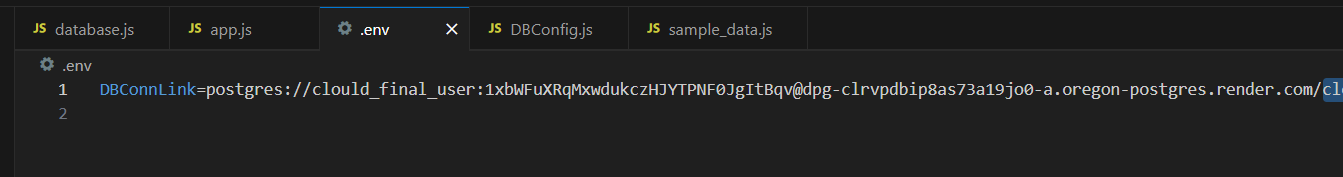 JS database.js JS app.js .env JS DBConfig.js JS sample_data.js
.env
1 DBConnLink=postgres://clould_final_user:1xbWFuXRqMxwdukczHJYTPNF0JgItBqv@dpg-clrvpdbip8as73a19jo0-a.oregon-postgres.render.com/cl
2